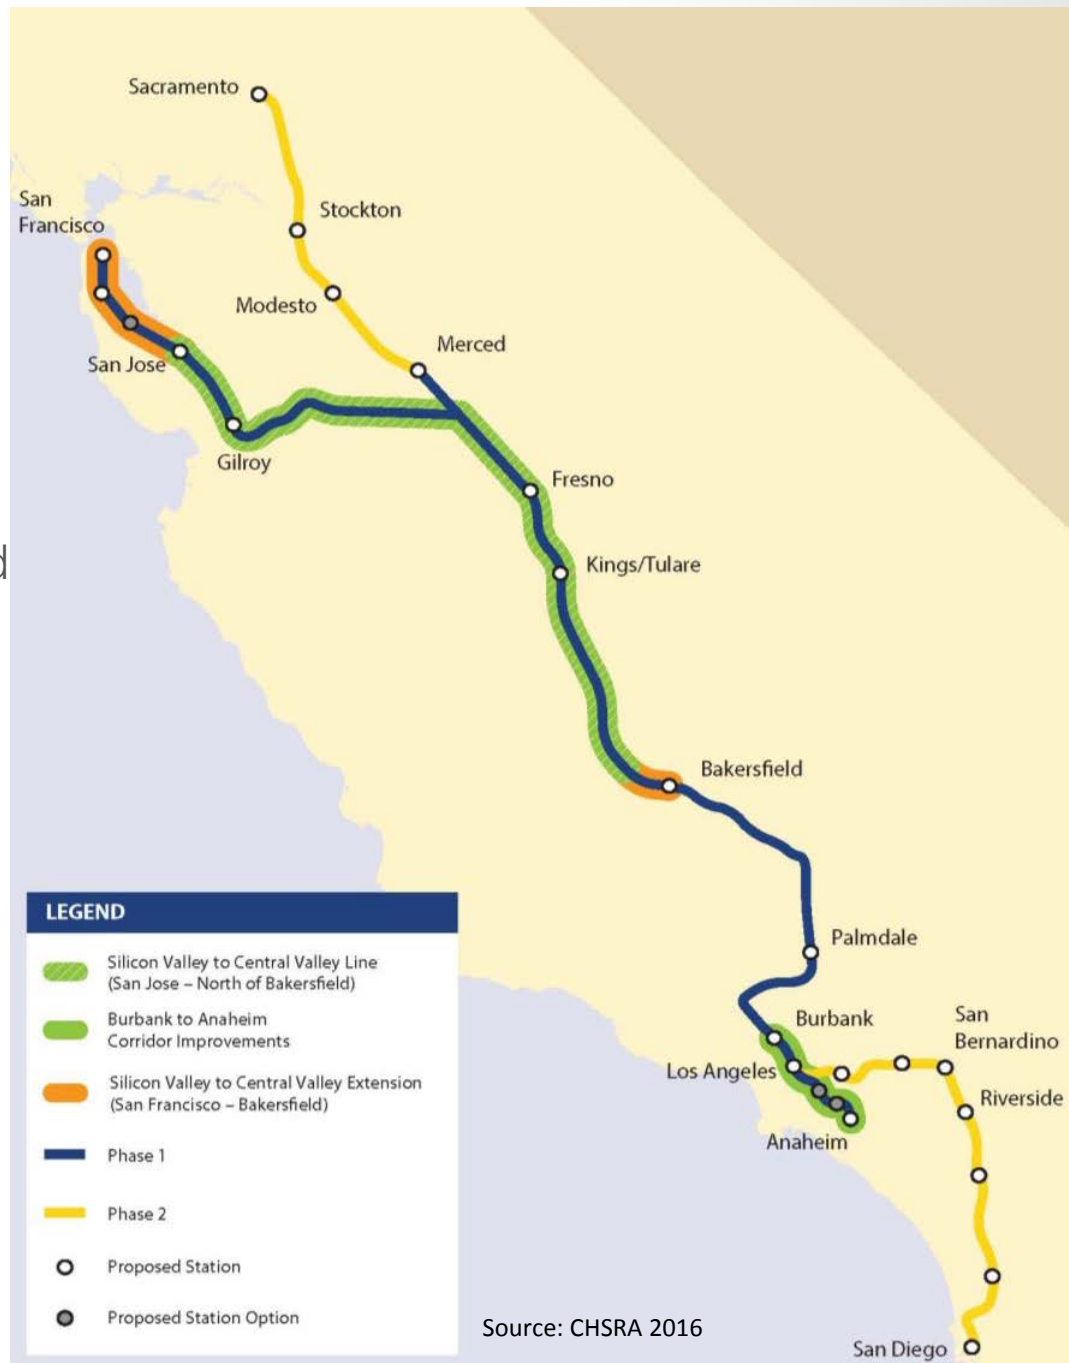 Sacramento
San
Francisco
Stockton
Modesto
Merced
San Jose
Gilroy
Fresno
d
Kings/Tulare
Bakersfield
Palmdale
Burbank
San
Bernardino
Los Angeles
Riverside
Anaheim
San Diego
LEGEND
Silicon Valley to Central Valley Line
(San Jose – North of Bakersfield)
Burbank to Anaheim
Corridor Improvements
Silicon Valley to Central Valley Extension
(San Francisco – Bakersfield)
Phase 1
Phase 2
Proposed Station
Proposed Station Option
Source: CHSRA 2016